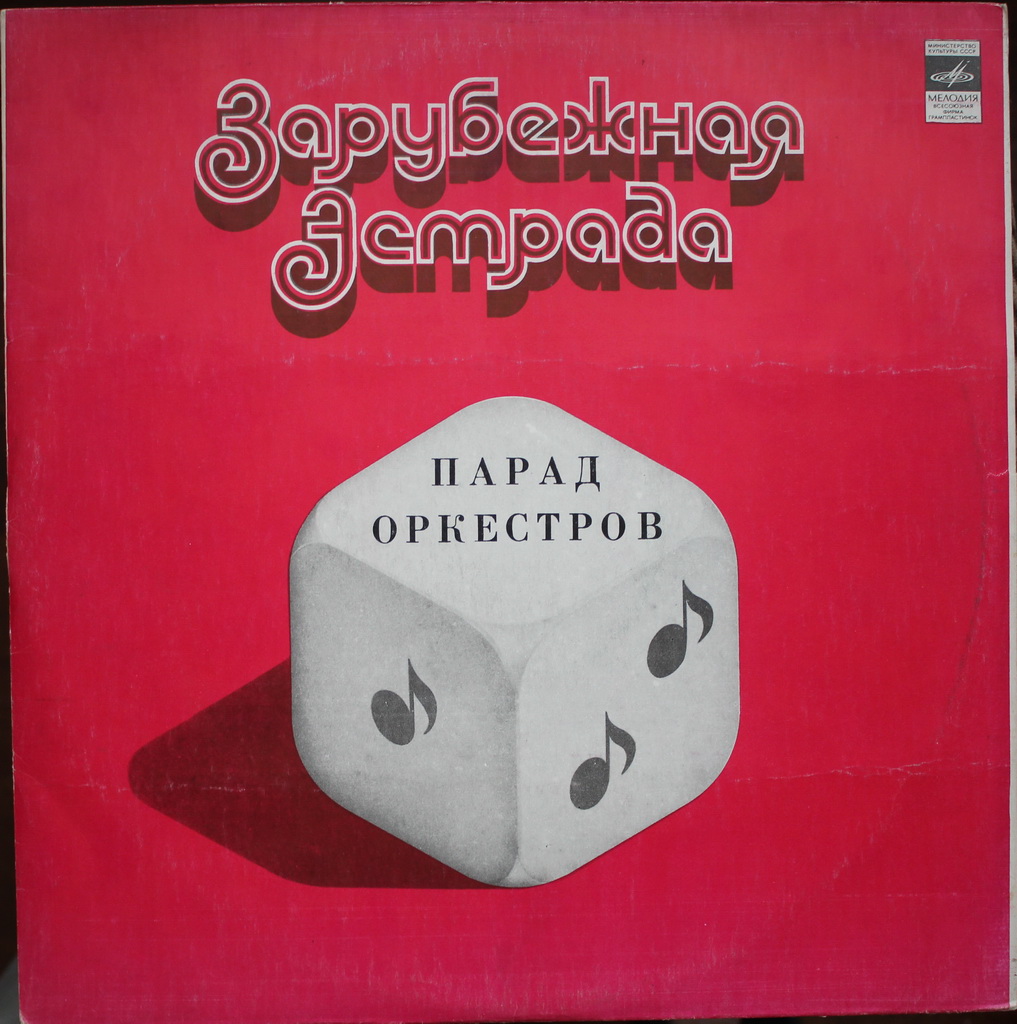 МИНИСТЕРСТВО
КУЛЬТУРЫ СССР
МЕЛОДИЯ
ВСЕСОЮЗНАЯ
ФИРМА
ГРАМПЛАСТИНОК
Зарубежная
Эстрада
ПАРАД
ОРКЕСТРОВ